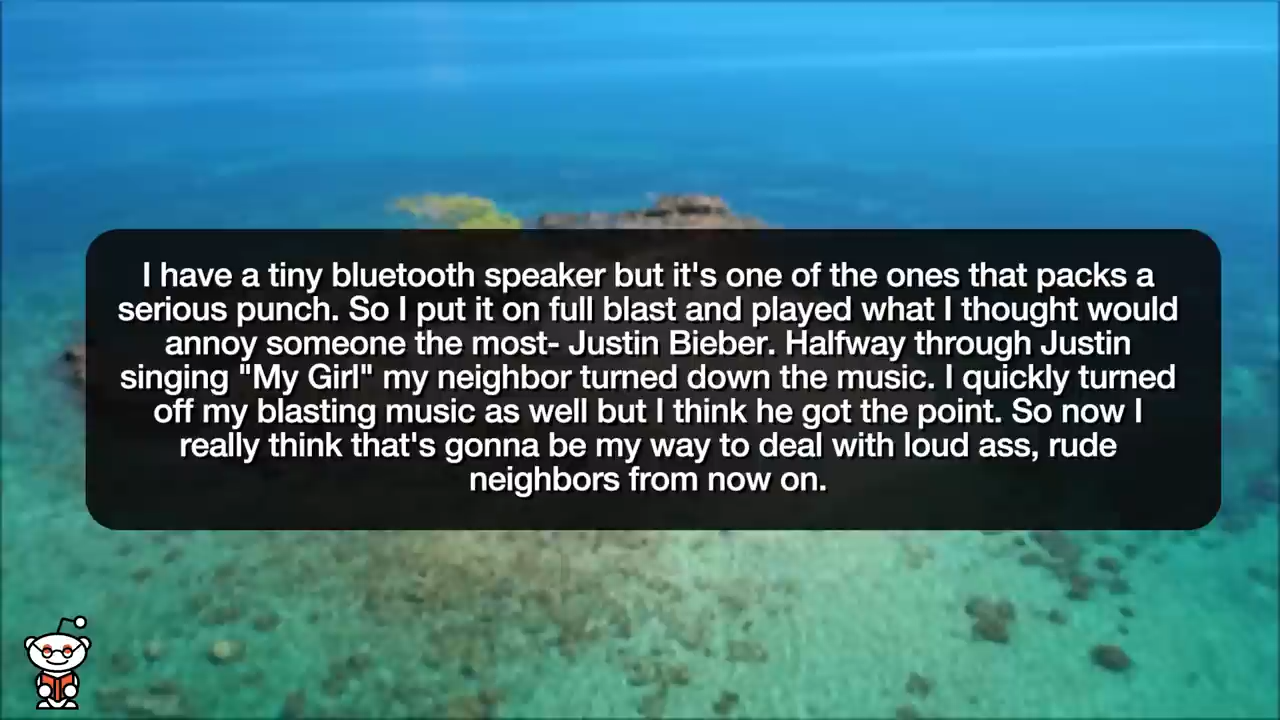 I have a tiny bluetooth speaker but it's one of the ones that packs a
serious punch. So I put it on full blast and played what I thought would
annoy someone the most- Justin Bieber. Halfway through Justin
singing "My Girl" my neighbor turned down the music. I quickly turned
off my blasting music as well but I think he got the point. So now I
really think that's gonna be my way to deal with loud ass, rude
neighbors from now on.